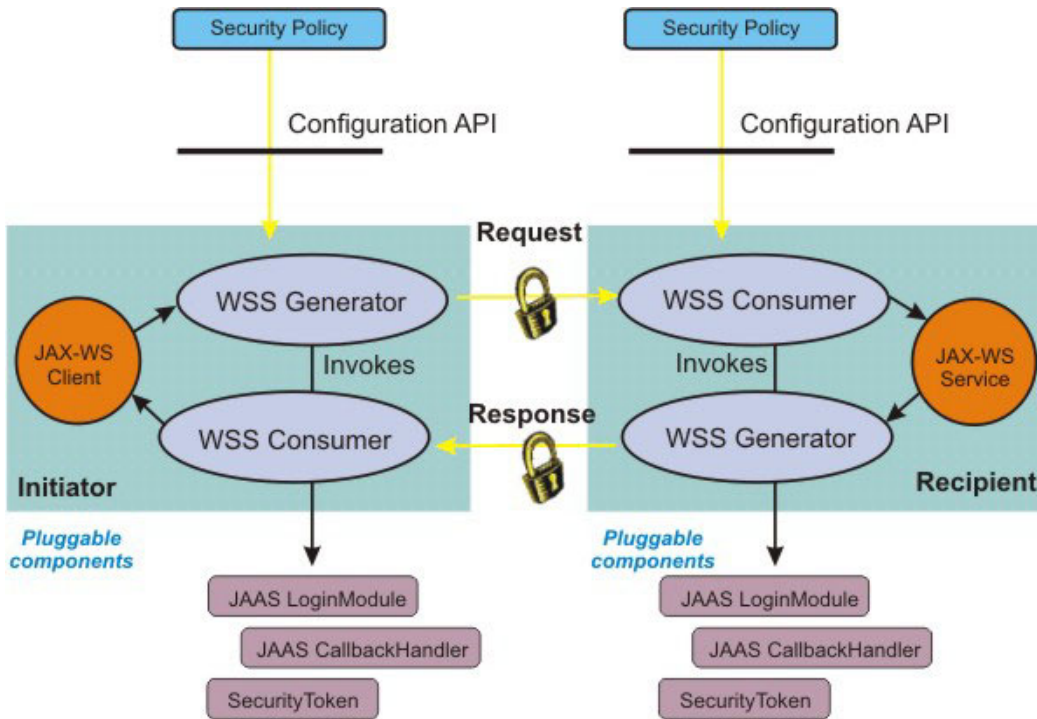 Security Policy
Security Policy
Configuration API
Configuration API
Request
WSS Generator
WSS Consumer
JAX-WS
Client
Invokes
Invokes
JAX-WS
Service
Response
WSS Consumer
WSS Generator
Initiator
Recipient
Pluggable
components
Pluggable
components
JAAS LoginModule
JAAS LoginModule
JAAS CallbackHandler
JAAS CallbackHandler
SecurityToken
SecurityToken